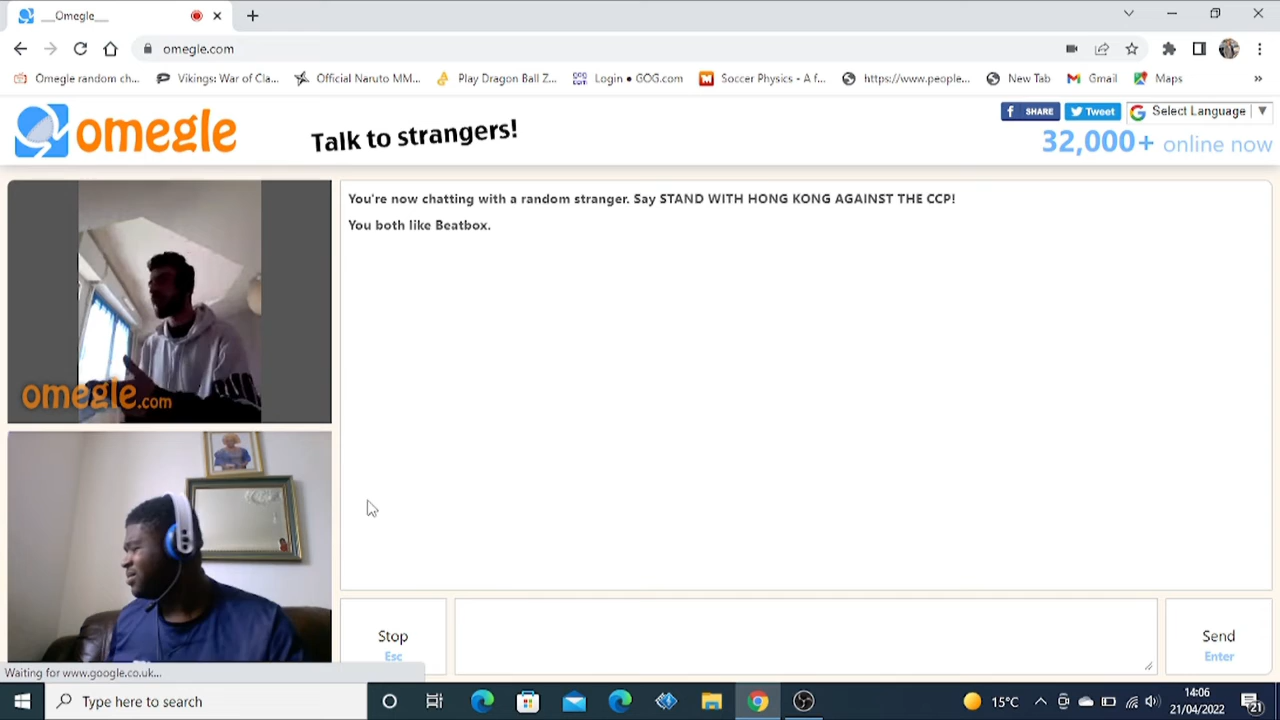 __Omegle__
omegle.com
Omegle random ch...
Vikings: War of Cla...
Official Naruto MM...
Play Dragon Ball Z...
Login • GOG.com
Soccer Physics - A f...
https://www.people...
New Tab
Gmail
Maps
»
omegle
Talk to strangers!
SHARE
Tweet
Select Language
32,000+ online now
You're now chatting with a random stranger. Say STAND WITH HONG KONG AGAINST THE CCP!
You both like Beatbox.
omegle.com
Stop
Esc
Send
Enter
Waiting for www.google.co.uk...
Type here to search
15°C
14:06
21/04/2022
21